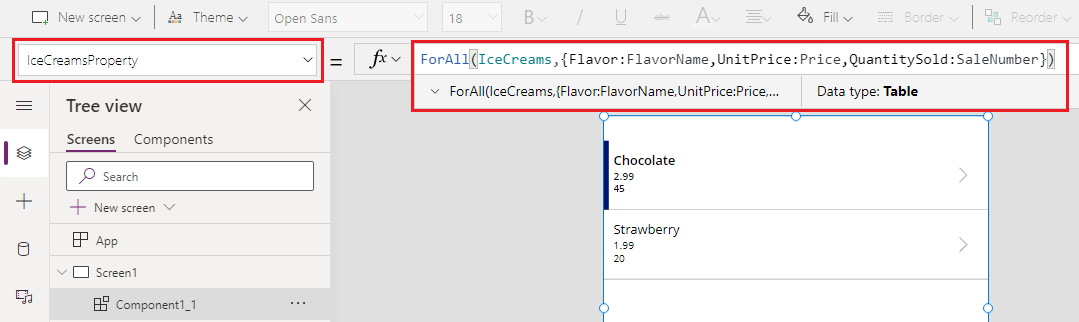 New screen Theme Open Sans 18 B I U abc A Fill Border Reorder
IceCreamsProperty = fx ForAll(IceCreams,{Flavor:FlavorName,UnitPrice:Price,QuantitySold:SaleNumber})
ForAll(IceCreams,{Flavor:FlavorName,UnitPrice:Price,... Data type: Table
Tree view
Screens Components
Search
New screen
App
Screen1
Component1_1 ...
Chocolate
2.99
45
Strawberry
1.99
20